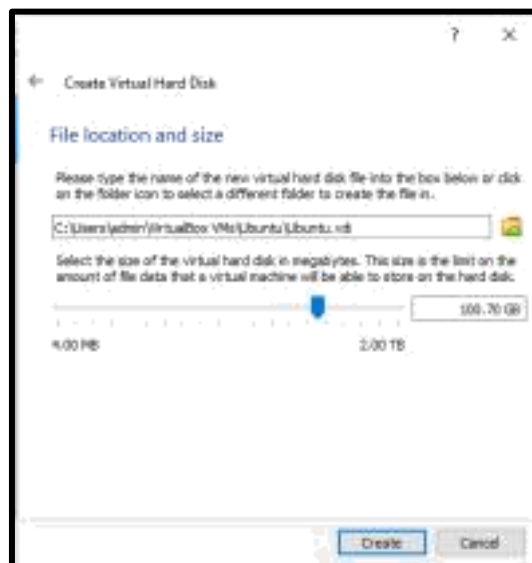 ?
Create Virtual Hard Disk
File location and size
Please type the name of the new virtual hard disk file into the box below or click
on the folder icon to select a different folder to create the file in.
C:\Users\admin\VirtualBox VMs\Ubuntu\Ubuntu.vdi
Select the size of the virtual hard disk in megabytes. This size is the limit on the
amount of file data that a virtual machine will be able to store on the hard disk.
100.70 GB
4.00 MB 2.00 TB
Create Cancel